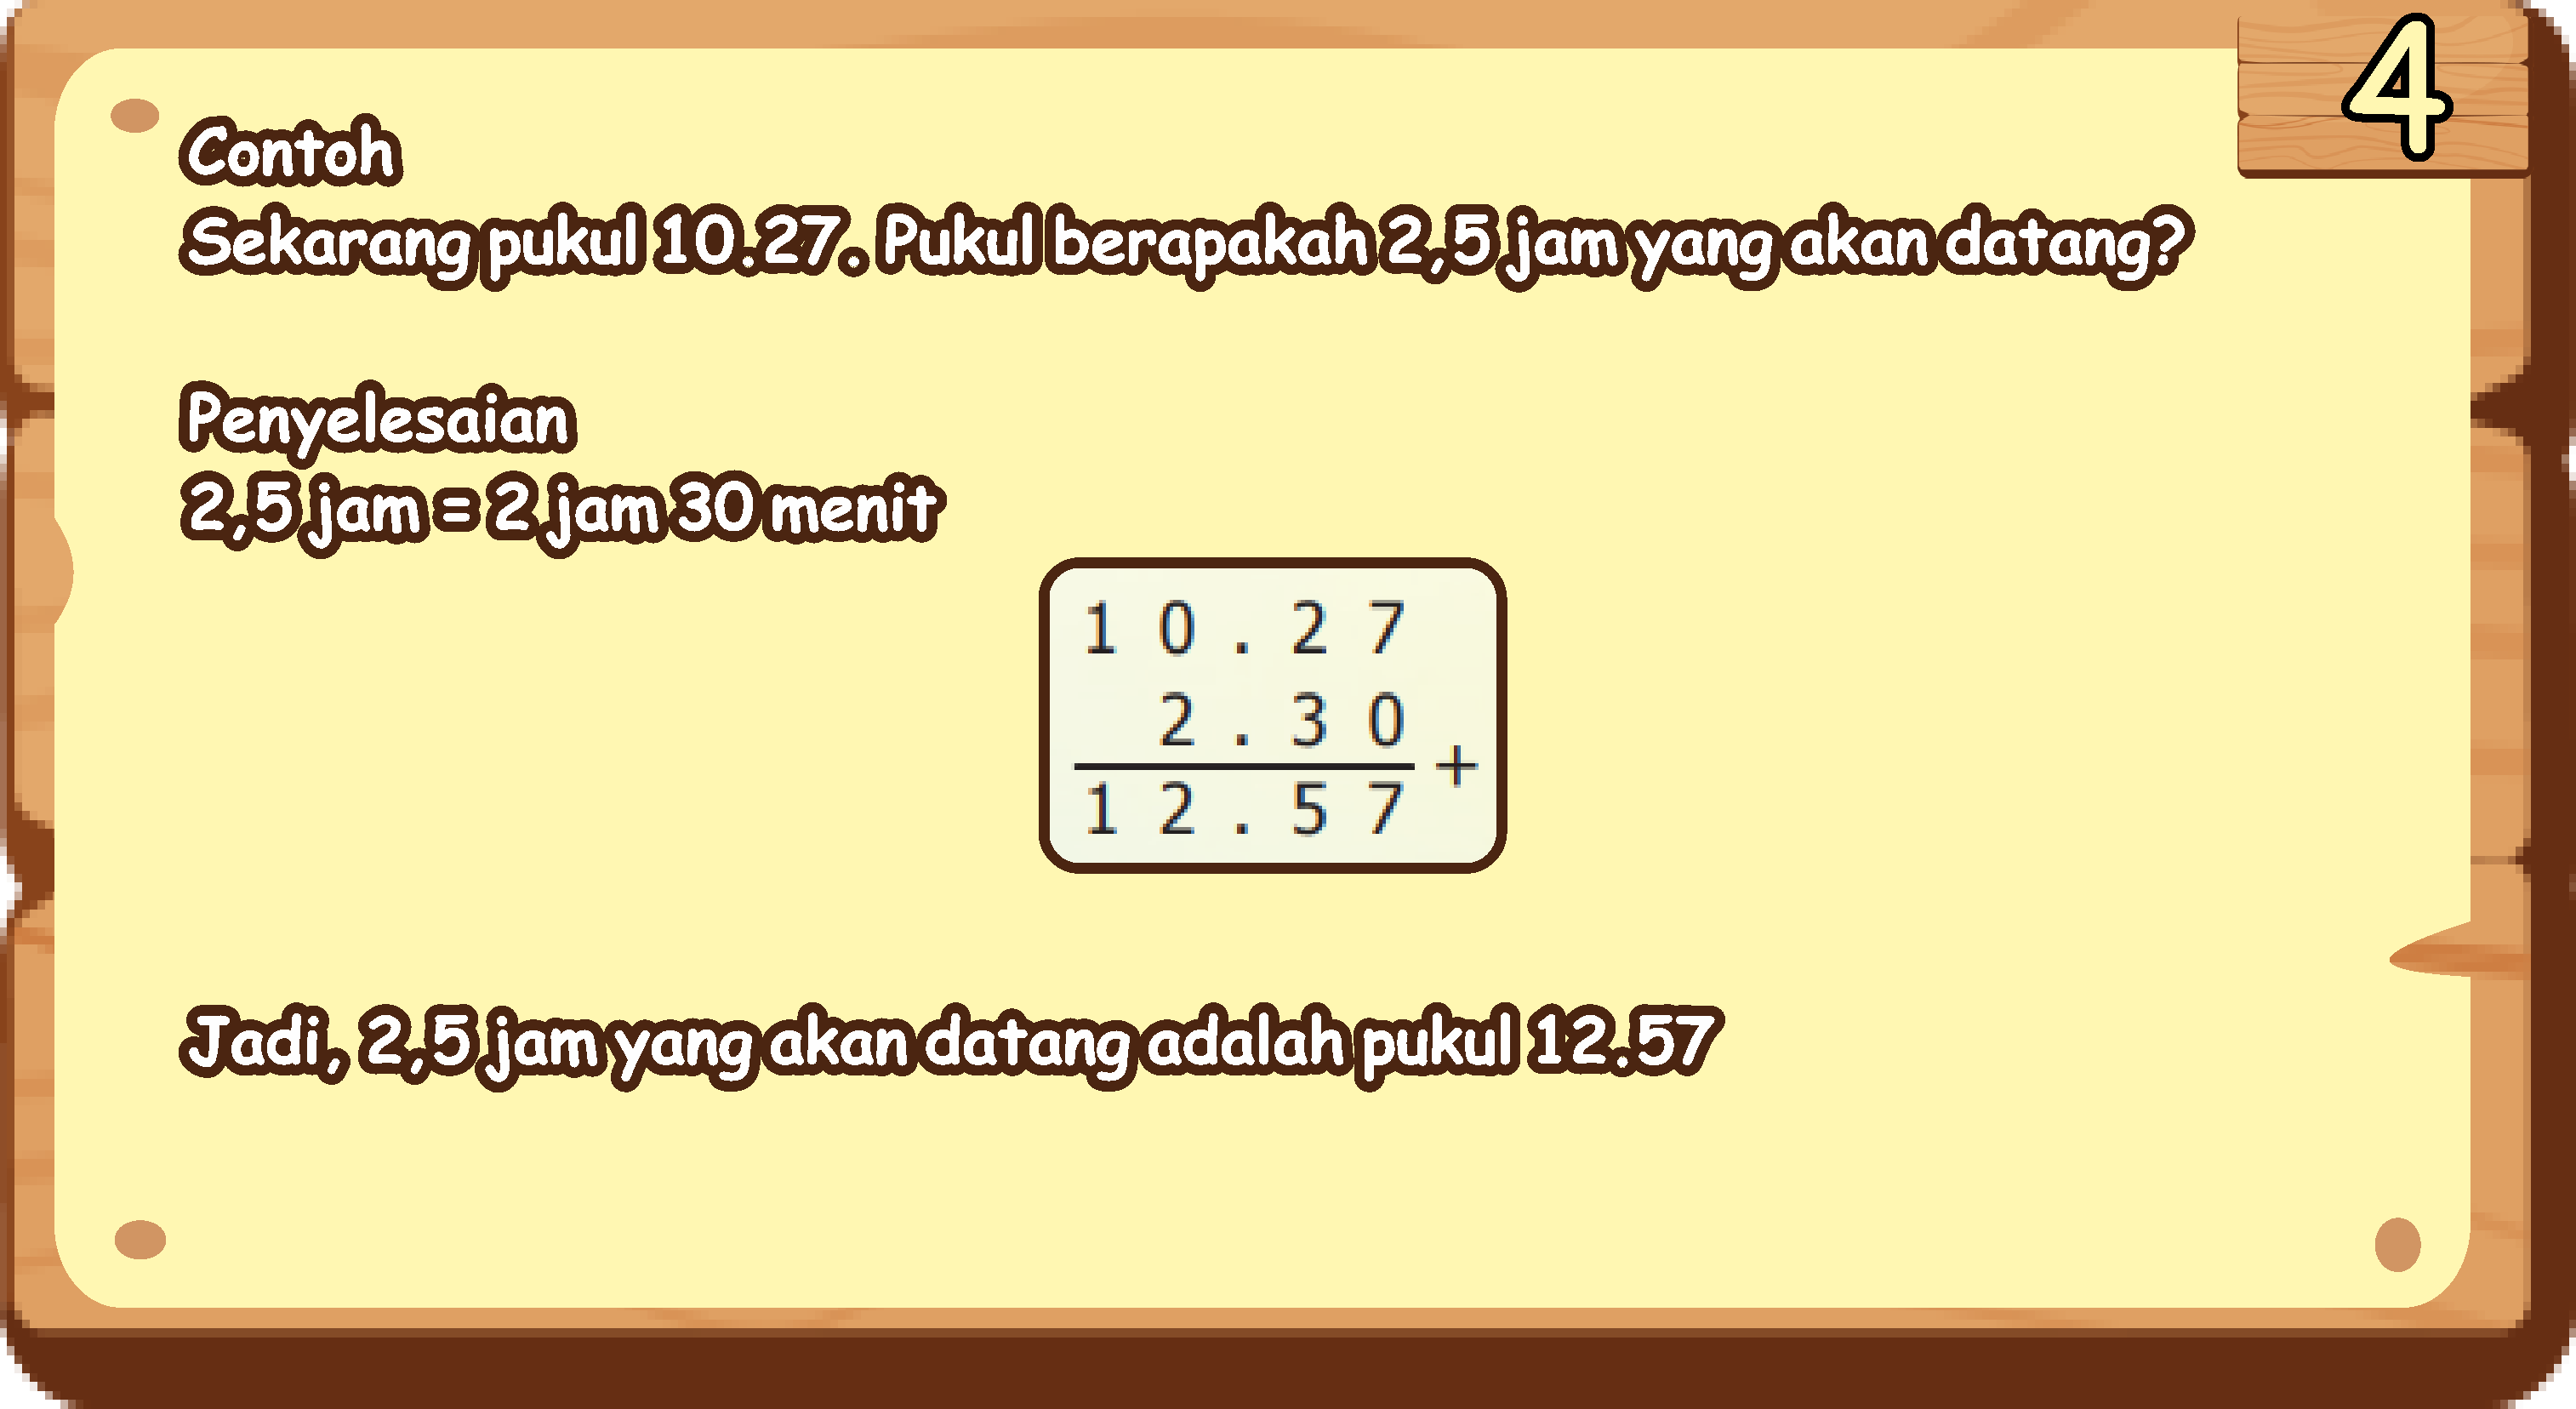 4
Contoh
Sekarang pukul 10.27. Pukul berapakah 2,5 jam yang akan datang?
Penyelesaian
2,5 jam = 2 jam 30 menit
10.27
2.30
+
12.57
Jadi, 2,5 jam yang akan datang adalah pukul 12.57